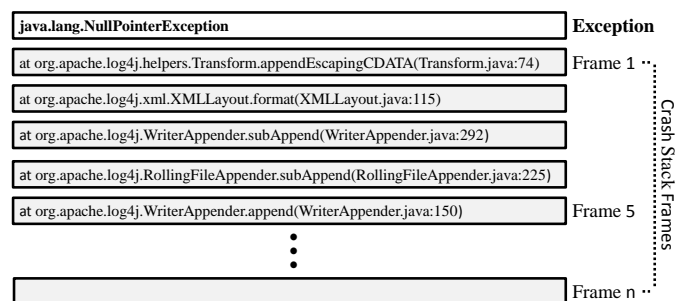 java.lang.NullPointerException Exception
at org.apache.log4j.helpers.Transform.appendEscapingCDATA(Transform.java:74) Frame 1
at org.apache.log4j.xml.XMLLayout.format(XMLLayout.java:115)
at org.apache.log4j.WriterAppender.subAppend(WriterAppender.java:292)
at org.apache.log4j.RollingFileAppender.subAppend(RollingFileAppender.java:225)
at org.apache.log4j.WriterAppender.append(WriterAppender.java:150) Frame 5
Frame n
Crash Stack Frames